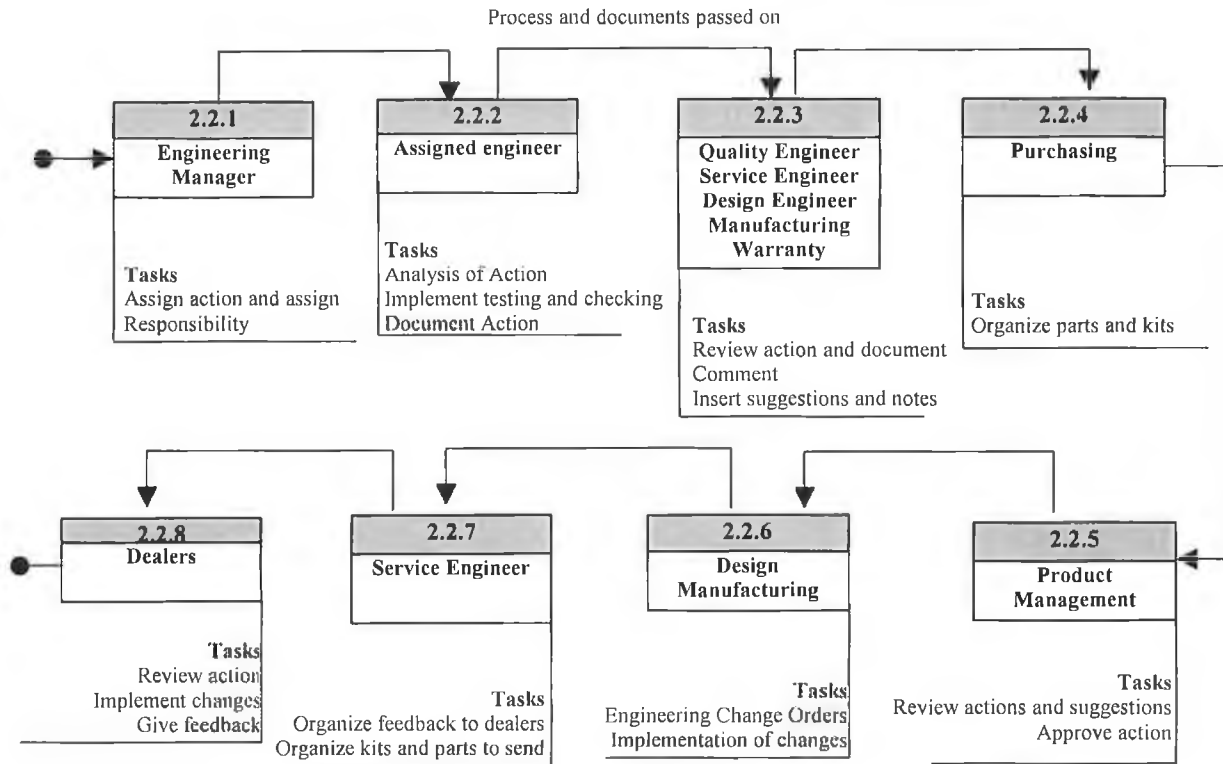 Process and documents passed on
2.2.1
Engineering
Manager
Tasks
Assign action and assign
Responsibility
2.2.2
Assigned engineer
Tasks
Analysis of Action
Implement testing and checking
Document Action
2.2.3
Quality Engineer
Service Engineer
Design Engineer
Manufacturing
Warranty
Tasks
Review action and document
Comment
Insert suggestions and notes
2.2.4
Purchasing
Tasks
Organize parts and kits
2.2.8
Dealers
Tasks
Review action
Implement changes
Give feedback
2.2.7
Service Engineer
Tasks
Organize feedback to dealers
Organize kits and parts to send
2.2.6
Design
Manufacturing
Tasks
Engineering Change Orders
Implementation of changes
2.2.5
Product
Management
Tasks
Review actions and suggestions
Approve action